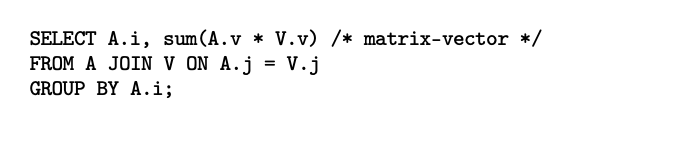 SELECT A.i, sum(A.v * V.v) /* matrix-vector */
FROM A JOIN V ON A.j = V.j
GROUP BY A.i;